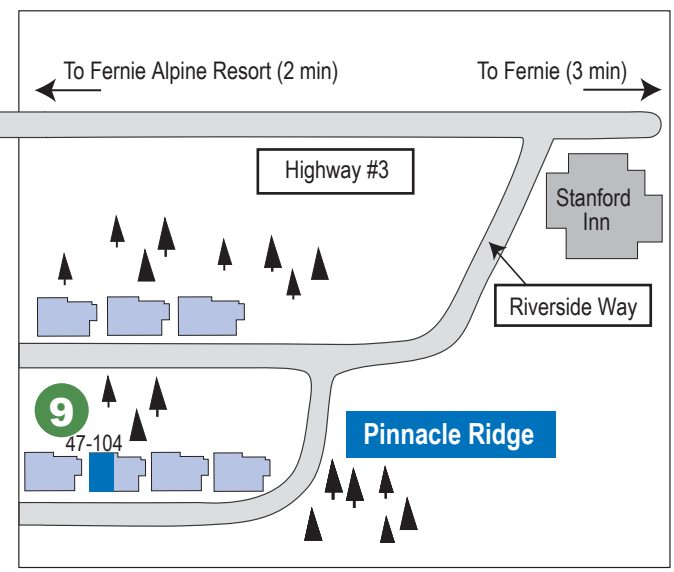 To Fernie Alpine Resort (2 min)
To Fernie (3 min)
Highway #3
Stanford
Inn
Riverside Way
9
47-104
Pinnacle Ridge